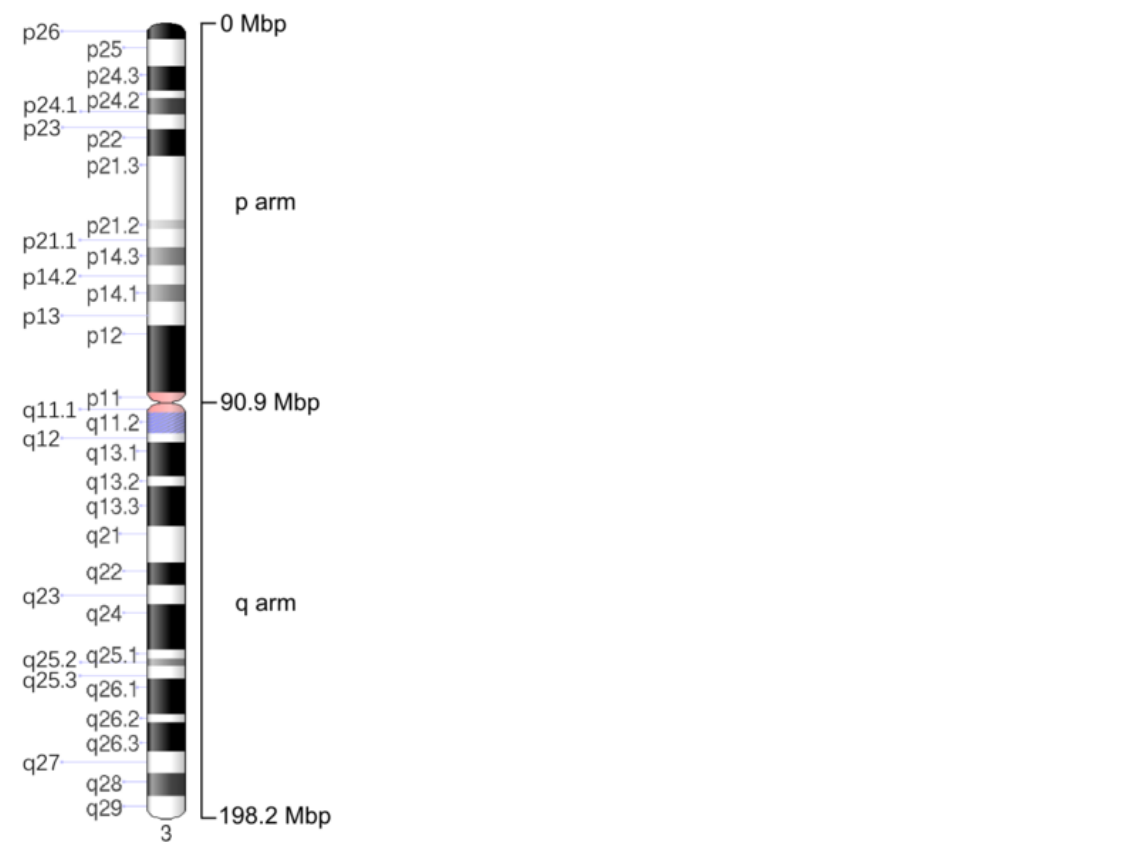 p26
0 Mbp
p25
p24.3
p24.2
p24.1
p23
p22
p21.3
p arm
p21.2
p21.1
p14.3
p14.2
p14.1
p13
p12
p11
90.9 Mbp
q11.1
q11.2
q12
q13.1
q13.2
q13.3
q21
q22
q23
q arm
q24
q25.1
q25.2
q25.3
q26.1
q26.2
q26.3
q27
q28
q29
198.2 Mbp
3